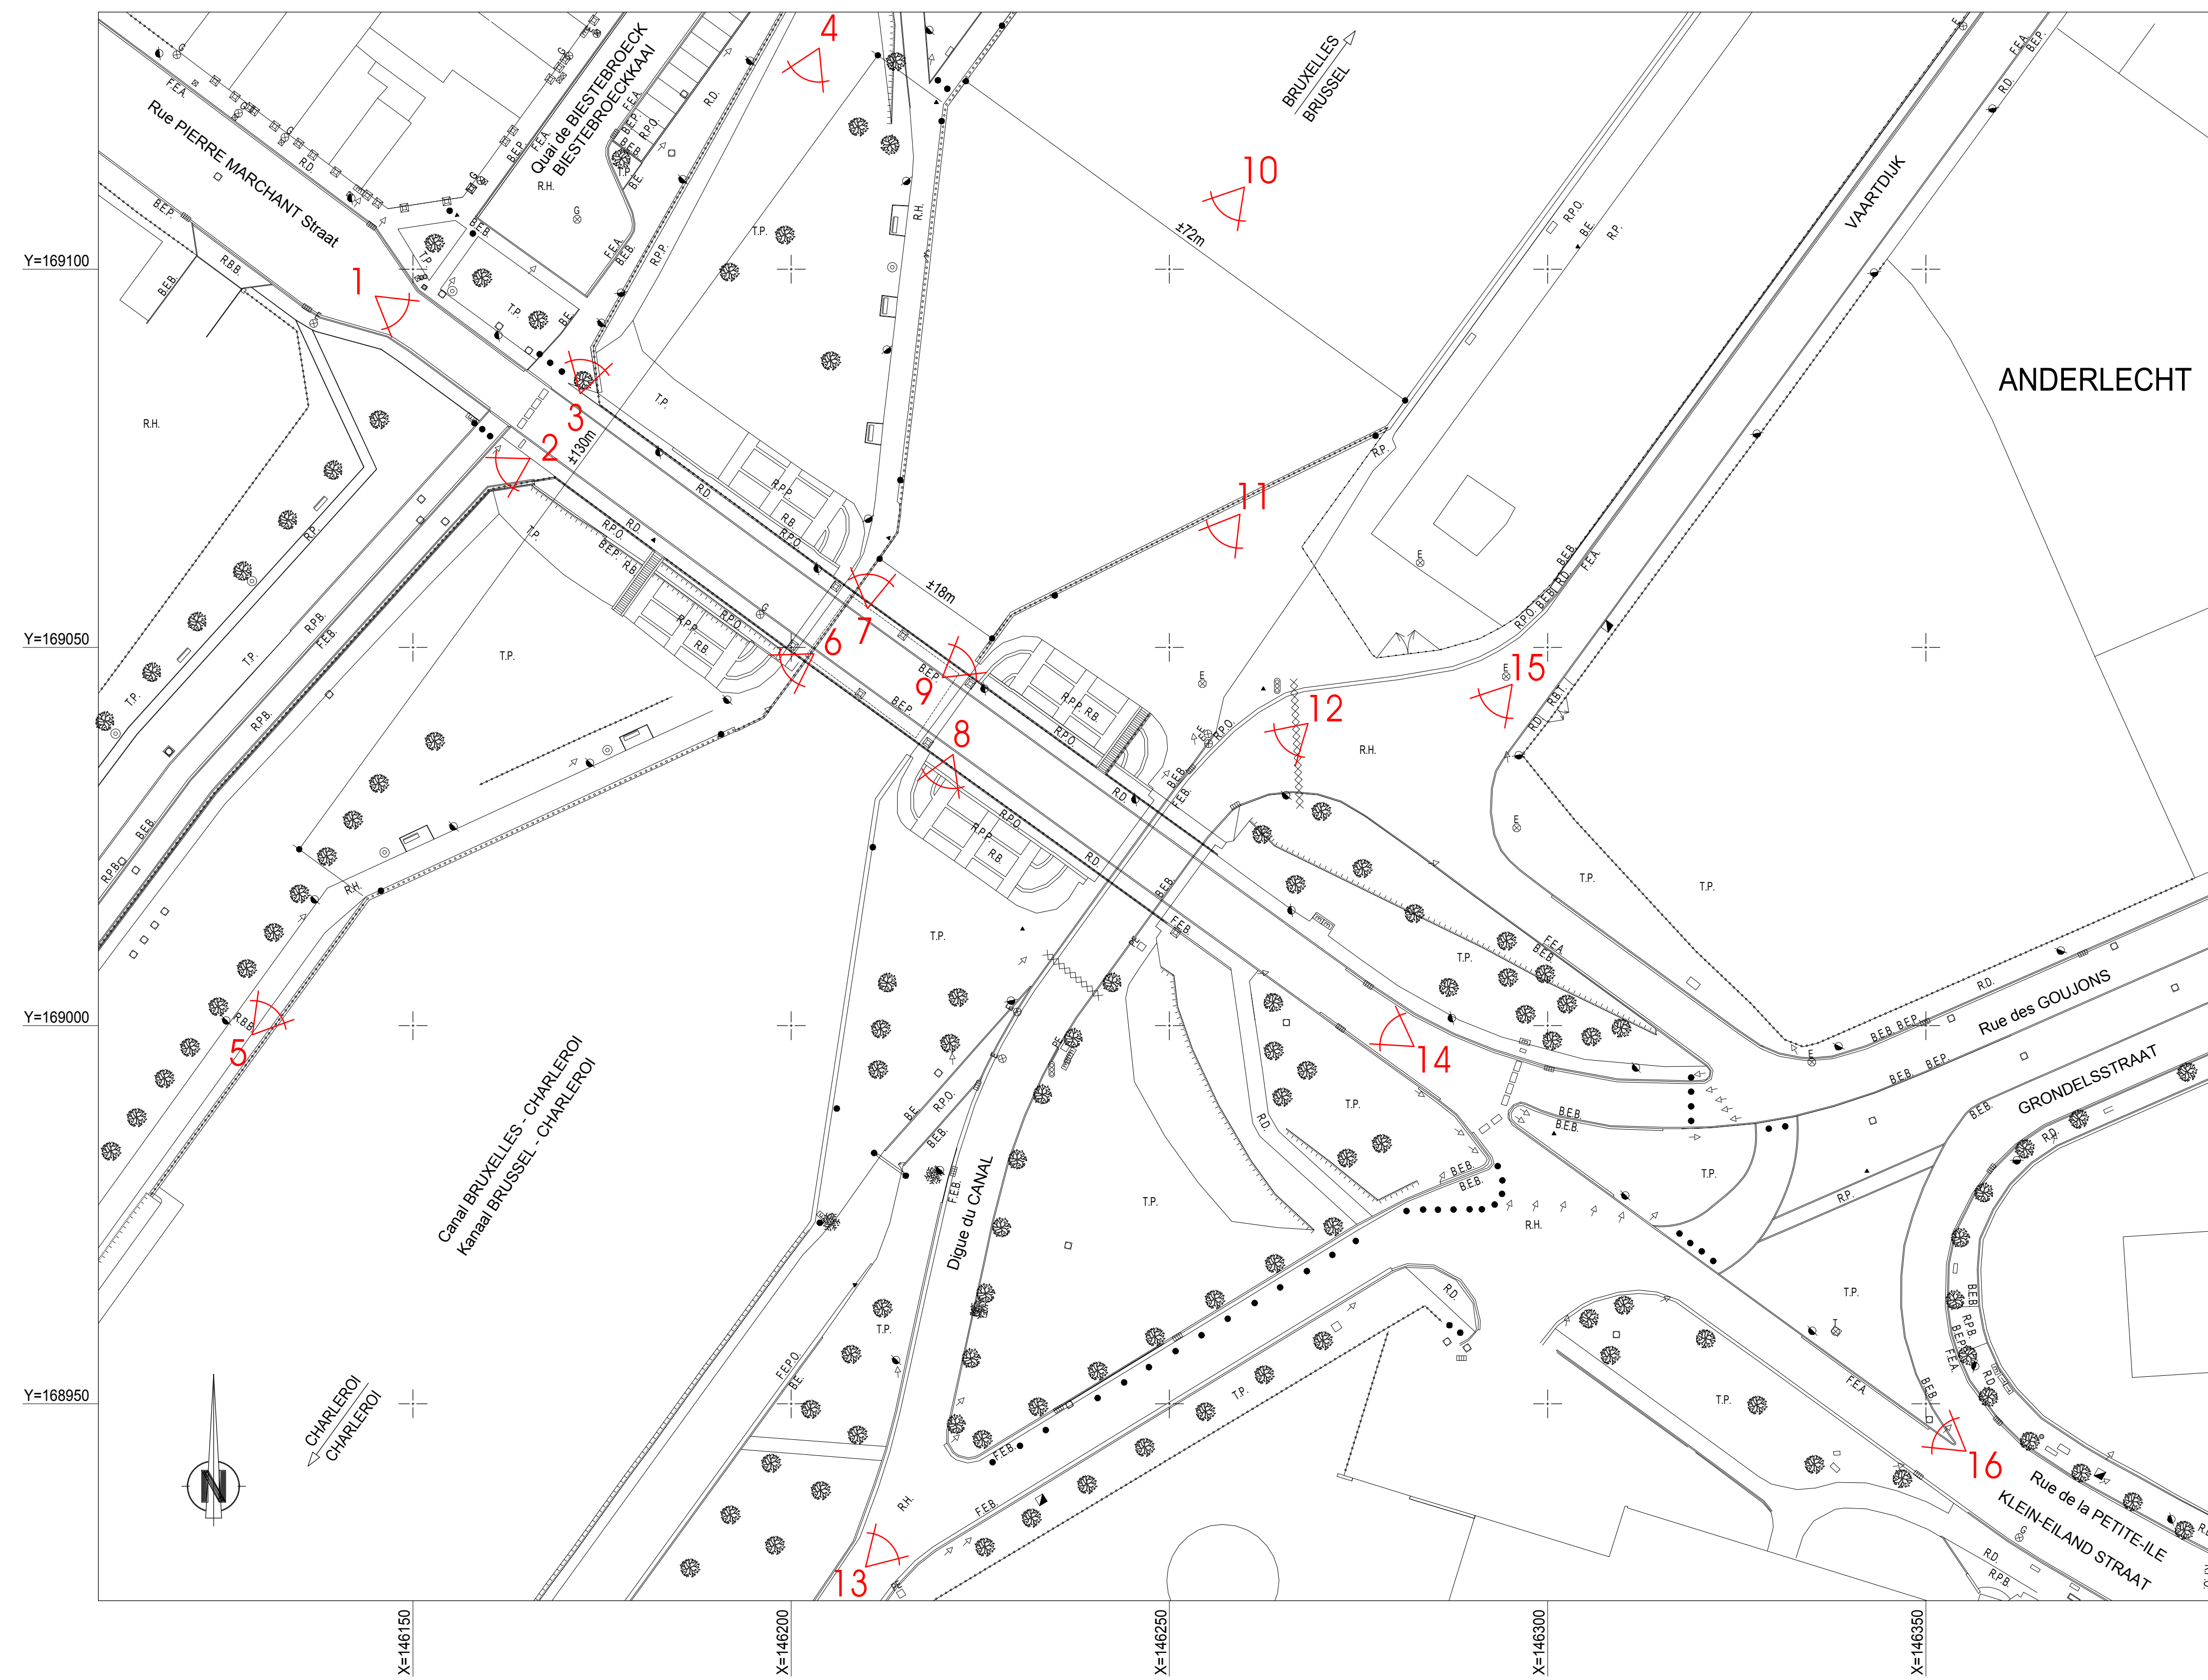 4
BRUXELLES
BRUSSEL
Quai de BIESTEBROECK
BIESTEBROECKKAAI
Rue PIERRE MARCHANT Straat
10
±72m
VAARTDIJK
Y=169100
1
ANDERLECHT
3
2
±130m
11
±18m
Y=169050
7
6
9
8
12
15
Y=169000
5
14
Rue des GOUJONS
GRONDELSSTRAAT
Canal BRUXELLES - CHARLEROI
Kanaal BRUSSEL - CHARLEROI
Digue du CANAL
Y=168950
CHARLEROI
CHARLEROI
N
16
Rue de la PETITE-ILE
KLEIN-EILAND STRAAT
13
X=146150
X=146200
X=146250
X=146300
X=146350
F.E.A.
R.D.
B.E.P.
R.B.B.
B.E.B.
R.H.
T.P.
R.P.P.
R.P.O.
R.P.
B.E.
R.P.B.
F.E.B.
R.B.
R.B.I.
F.E.P.O.
G
E